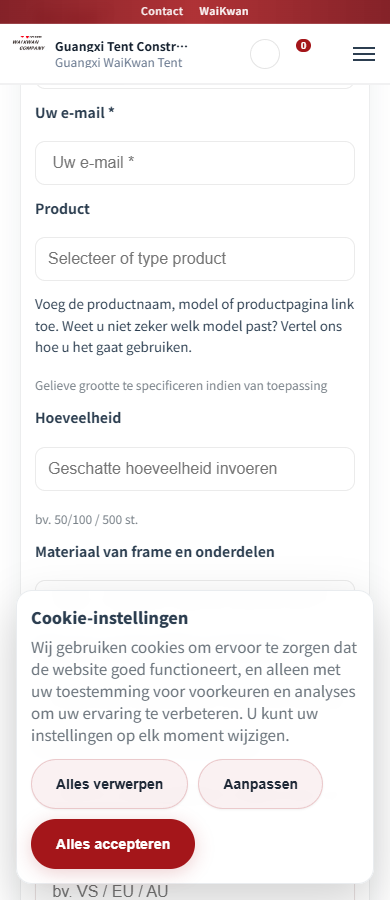 Contact WaiKwan
WAIKWAN
COMPANY
Guangxi Tent Constr···
Guangxi WaiKwan Tent
0
Uw e-mail *
Uw e-mail *
Product
Selecteer of type product
Voeg de productnaam, model of productpagina link
toe. Weet u niet zeker welk model past? Vertel ons
hoe u het gaat gebruiken.
Gelieve grootte te specificeren indien van toepassing
Hoeveelheid
Geschatte hoeveelheid invoeren
bv. 50/100 / 500 st.
Materiaal van frame en onderdelen
Cookie-instellingen
Wij gebruiken cookies om ervoor te zorgen dat
de website goed functioneert, en alleen met
uw toestemming voor voorkeuren en analyses
om uw ervaring te verbeteren. U kunt uw
instellingen op elk moment wijzigen.
Alles verwerpen
Aanpassen
Alles accepteren
bv. VS / EU / AU